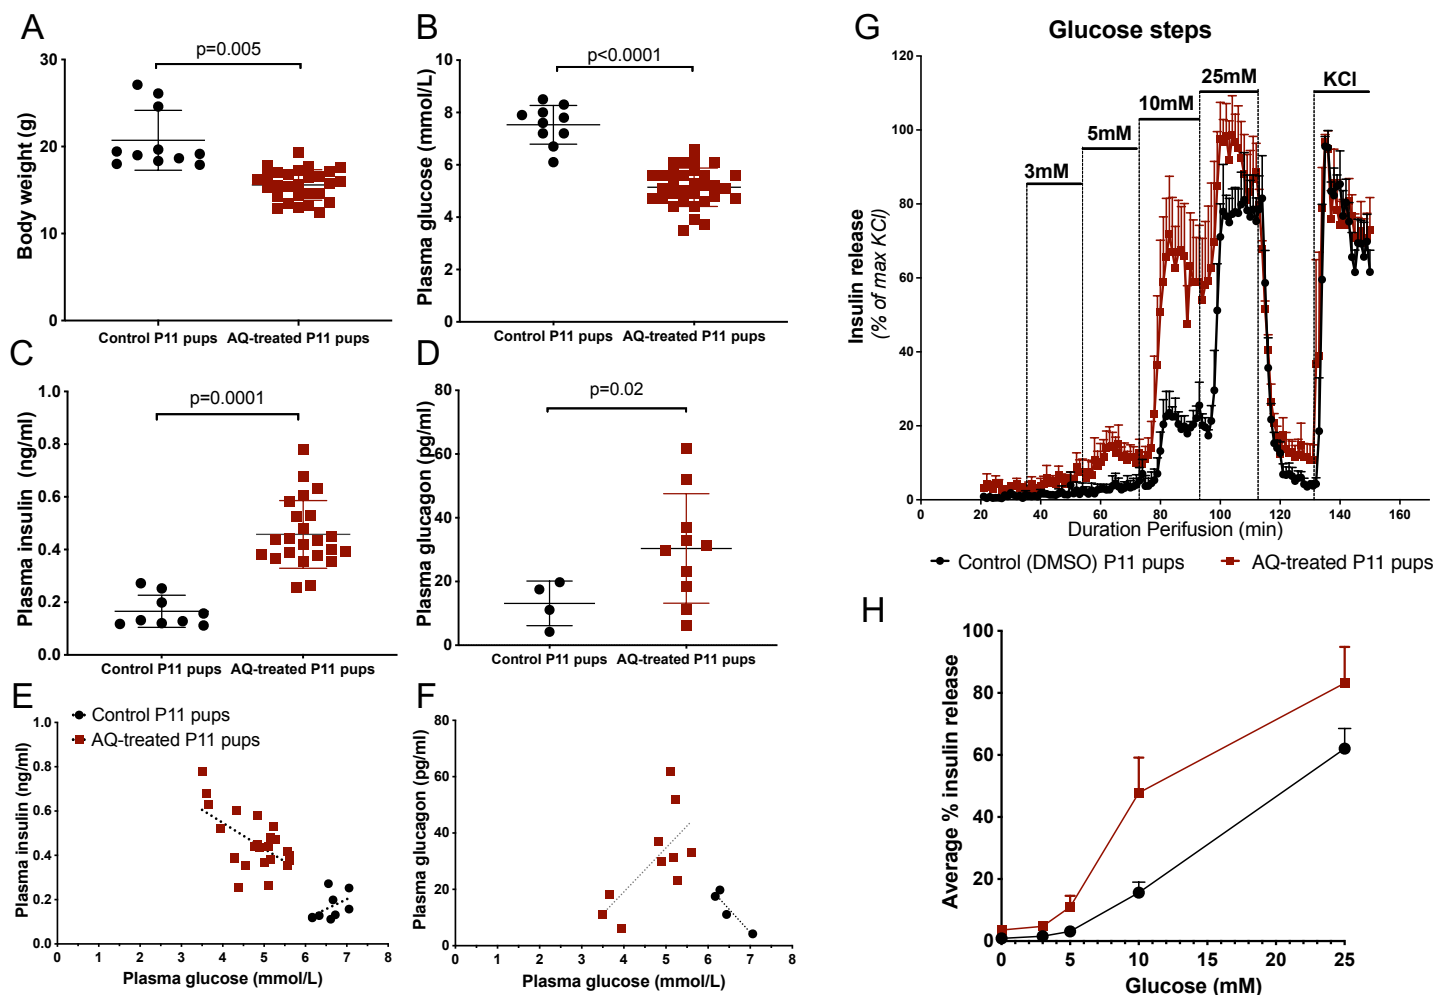 A
p=0.005
Body weight (g)
30
20
10
0
Control P11 pups
AQ-treated P11 pups
B
p<0.0001
Plasma glucose (mmol/L)
10
8
6
4
2
0
Control P11 pups
AQ-treated P11 pups
C
p=0.0001
Plasma insulin (ng/ml)
1.0
0.8
0.6
0.4
0.2
0.0
Control P11 pups
AQ-treated P11 pups
D
p=0.02
Plasma glucagon (pg/ml)
80
60
40
20
0
Control P11 pups
AQ-treated P11 pups
E
Control P11 pups
AQ-treated P11 pups
Plasma insulin (ng/ml)
1.0
0.8
0.6
0.4
0.2
0.0
0 1 2 3 4 5 6 7 8
Plasma glucose (mmol/L)
F
Plasma glucagon (pg/ml)
80
60
40
20
0
0 1 2 3 4 5 6 7 8
Plasma glucose (mmol/L)
G
Glucose steps
Insulin release
(% of max KCl)
120
100
80
60
40
20
0
3mM
5mM
10mM
25mM
KCl
20 40 60 80 100 120 140 160
Duration Perifusion (min)
Control (DMSO) P11 pups
AQ-treated P11 pups
H
Average % insulin release
100
80
60
40
20
0
0 5 10 15 20 25
Glucose (mM)